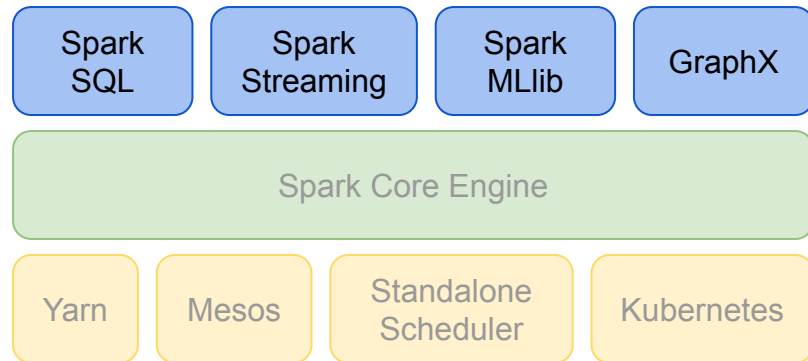 Spark
SQL
Spark
Streaming
Spark
MLlib
GraphX
Spark Core Engine
Yarn
Mesos
Standalone
Scheduler
Kubernetes